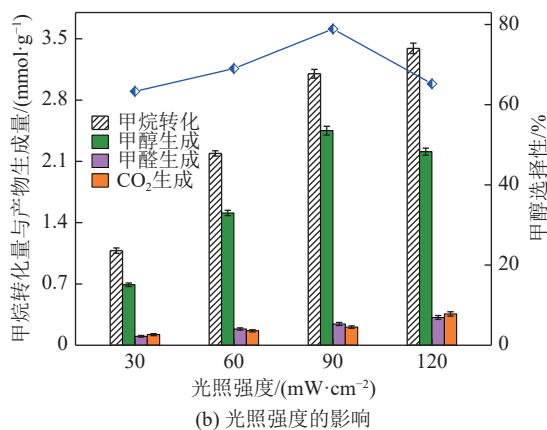 甲烷转化量与产物生成量/(mmol·g⁻¹)
3.5
2.8
2.1
1.4
0.7
0
甲烷转化
甲醇生成
甲醛生成
CO₂生成
80
60
40
20
0
甲醇选择性/%
30 60 90 120
光照强度/(mW·cm⁻²)
(b) 光照强度的影响